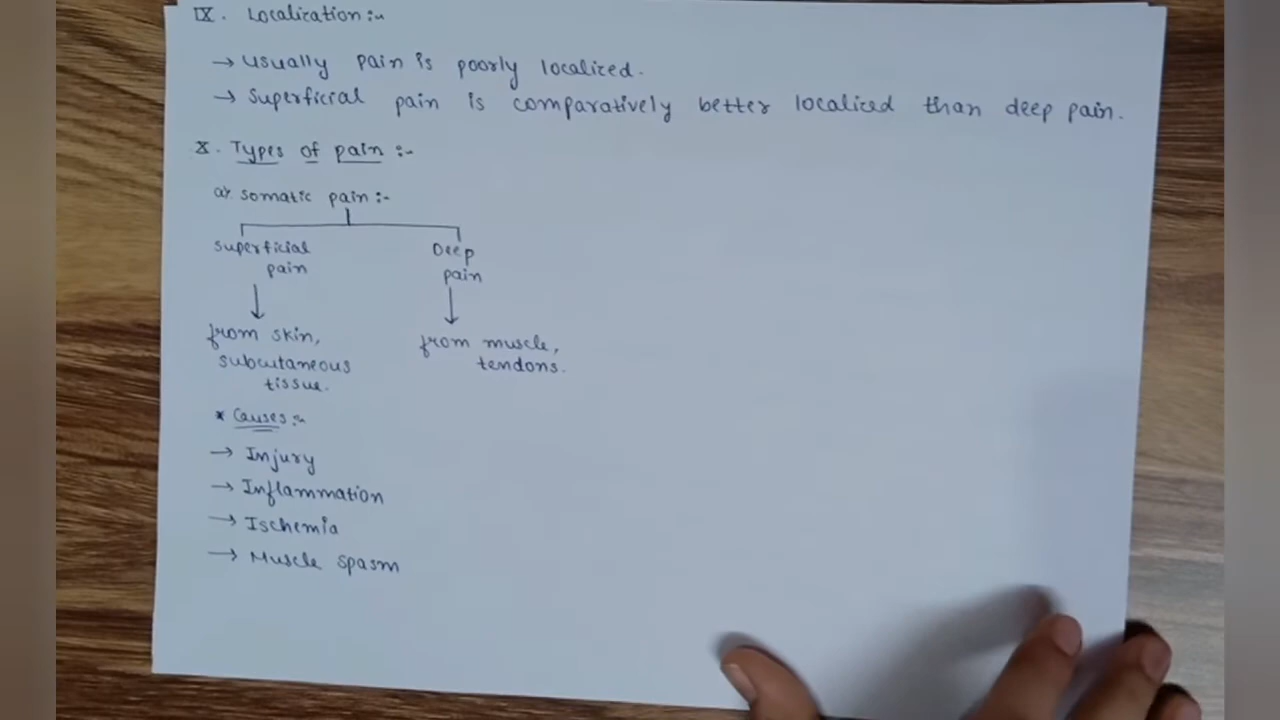 IX. Localization :-
→ Usually pain is poorly localized.
→ Superficial pain is comparatively better localized than deep pain.
X. Types of pain :-
a) Somatic pain :-
Superficial pain
Deep pain
from skin, subcutaneous tissue.
from muscle, tendons.
* Causes :-
→ Injury
→ Inflammation
→ Ischemia
→ Muscle spasm